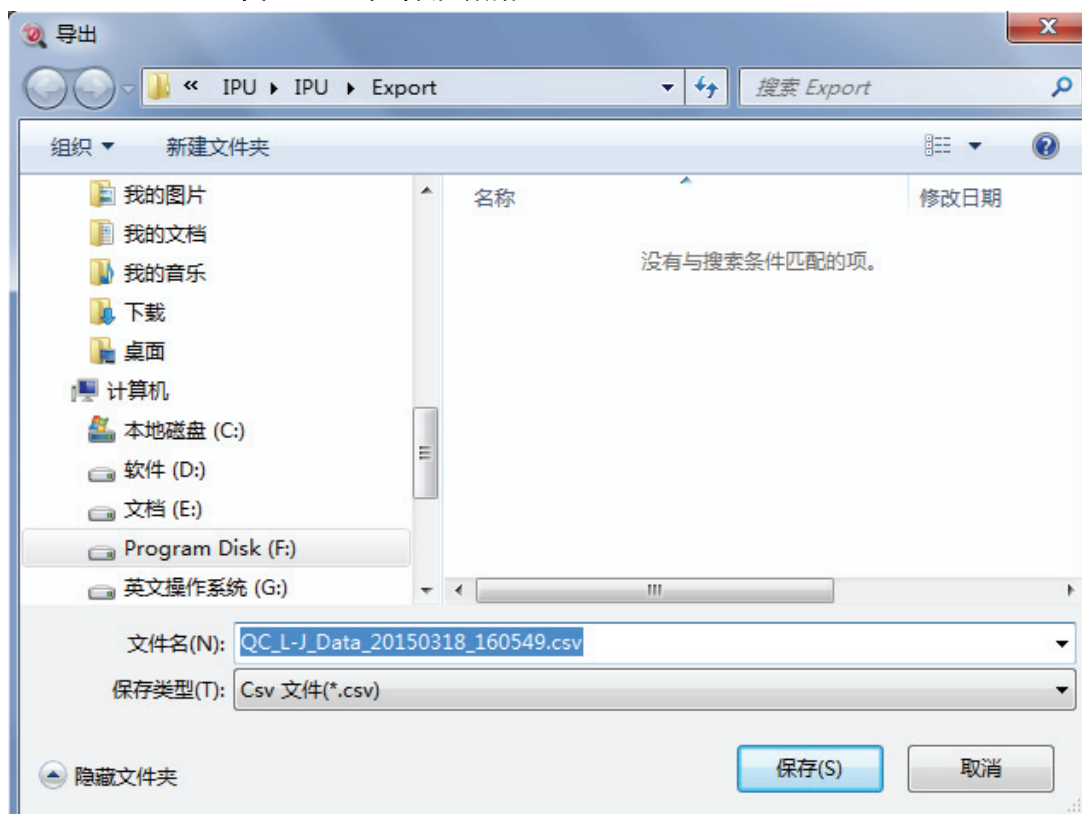 导出
« IPU ▸ IPU ▸ Export
搜索 Export
组织
新建文件夹
我的图片
我的文档
我的音乐
下载
桌面
计算机
本地磁盘 (C:)
软件 (D:)
文档 (E:)
Program Disk (F:)
英文操作系统 (G:)
名称
修改日期
没有与搜索条件匹配的项。
文件名(N): QC_L-J_Data_20150318_160549.csv
保存类型(T): Csv 文件(*.csv)
隐藏文件夹
保存(S)
取消